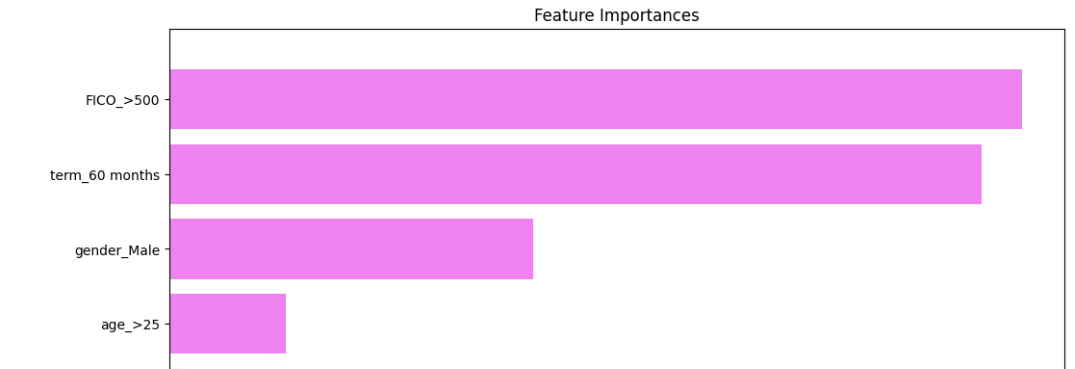 Feature Importances
FICO_>500
term_60 months
gender_Male
age_>25